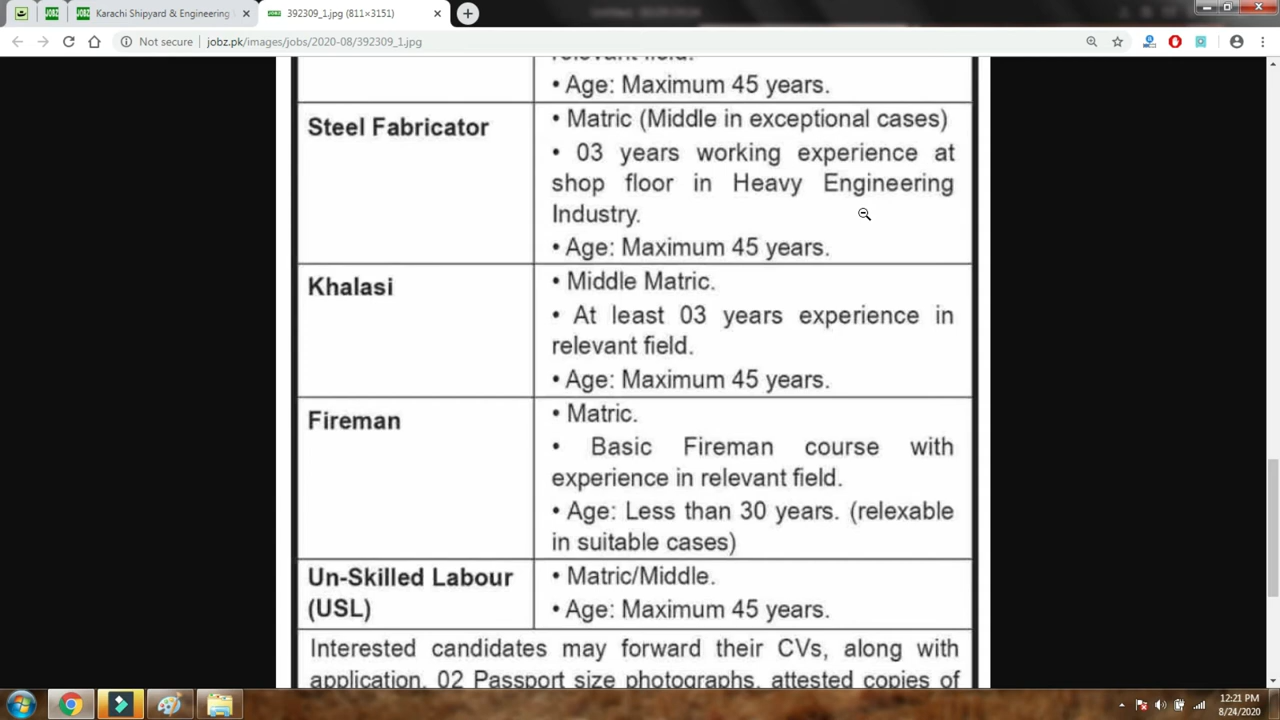 Karachi Shipyard & Engineering
392309_1.jpg (811×3151)
Not secure
jobz.pk/images/jobs/2020-08/392309_1.jpg
relevant field.
• Age: Maximum 45 years.
Steel Fabricator
• Matric (Middle in exceptional cases)
• 03 years working experience at
shop floor in Heavy Engineering
Industry.
• Age: Maximum 45 years.
Khalasi
• Middle Matric.
• At least 03 years experience in
relevant field.
• Age: Maximum 45 years.
Fireman
• Matric.
• Basic Fireman course with
experience in relevant field.
• Age: Less than 30 years. (relexable
in suitable cases)
Un-Skilled Labour
(USL)
• Matric/Middle.
• Age: Maximum 45 years.
Interested candidates may forward their CVs, along with
application, 02 Passport size photographs, attested copies of
12:21 PM
8/24/2020